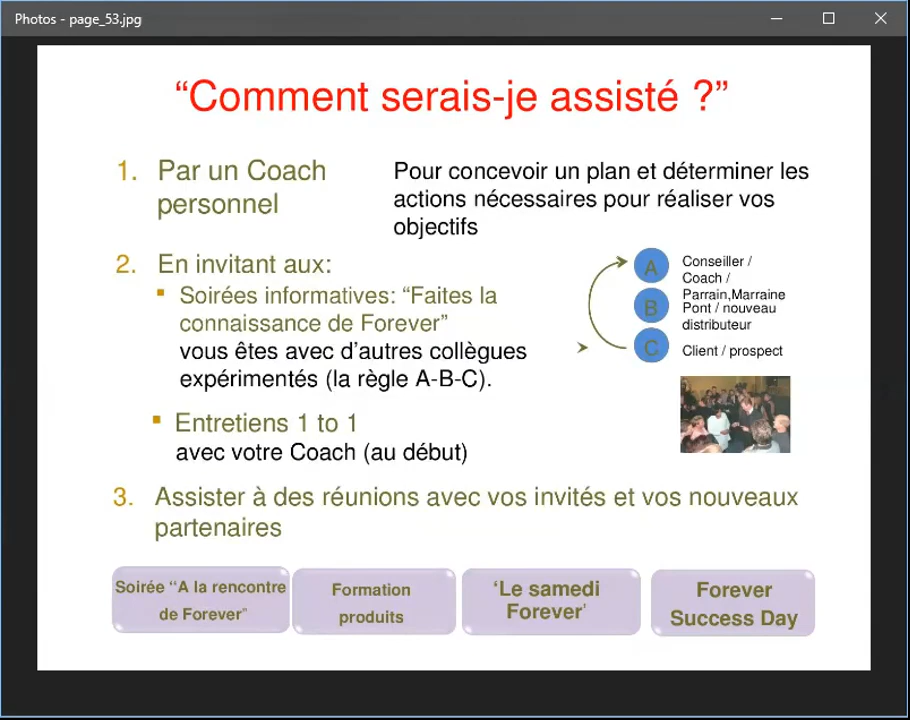 Photos - page_53.jpg
“Comment serais-je assisté ?”
1. Par un Coach
personnel
Pour concevoir un plan et déterminer les
actions nécessaires pour réaliser vos
objectifs
2. En invitant aux:
Soirées informatives: “Faites la
connaissance de Forever”
vous êtes avec d’autres collègues
expérimentés (la règle A-B-C).
A
Conseiller /
Coach /
Parrain,Marraine
B
Pont / nouveau
distributeur
C
Client / prospect
Entretiens 1 to 1
avec votre Coach (au début)
3. Assister à des réunions avec vos invités et vos nouveaux
partenaires
Soirée “A la rencontre
de Forever”
Formation
produits
‘Le samedi
Forever’
Forever
Success Day